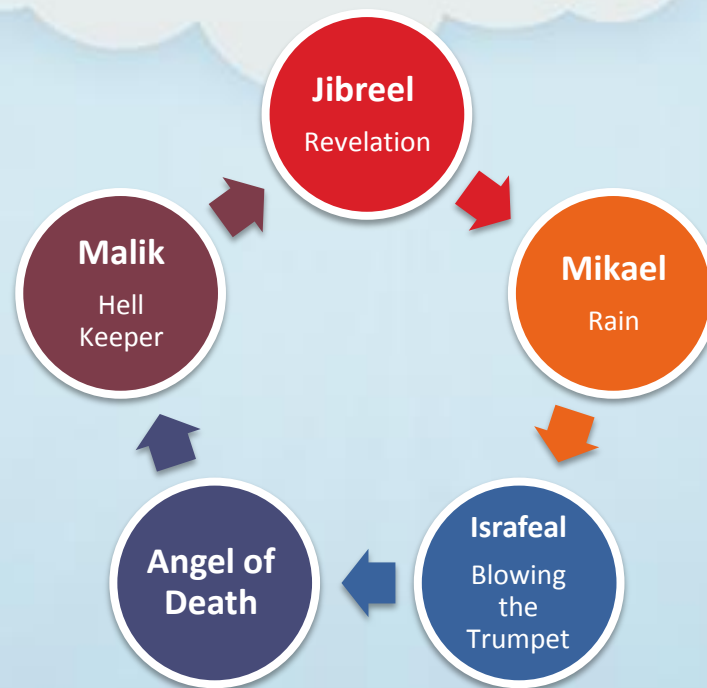 Jibreel
Revelation
Mikael
Rain
Israfeal
Blowing
the
Trumpet
Angel of
Death
Malik
Hell
Keeper